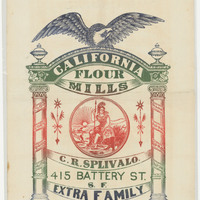 CALIFORNIA
FLOUR
MILLS
C. R. SPLIVALO.
415 BATTERY ST.
S. F.
EXTRA FAMILY